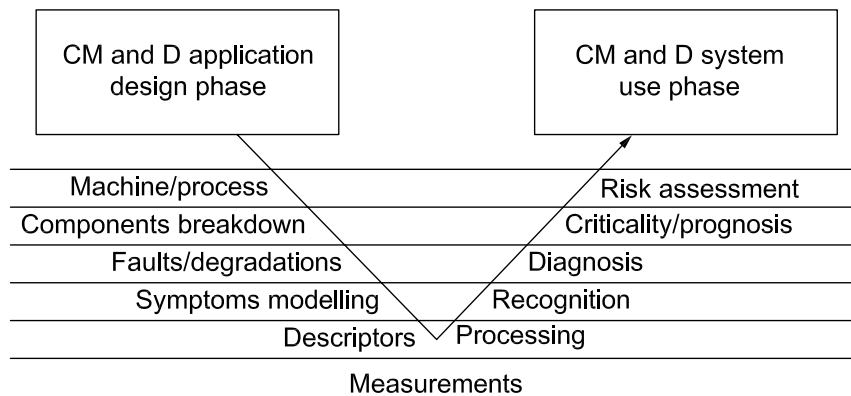 CM and D application
design phase
CM and D system
use phase
Machine/process
Risk assessment
Components breakdown
Criticality/prognosis
Faults/degradations
Diagnosis
Symptoms modelling
Recognition
Descriptors
Processing
Measurements